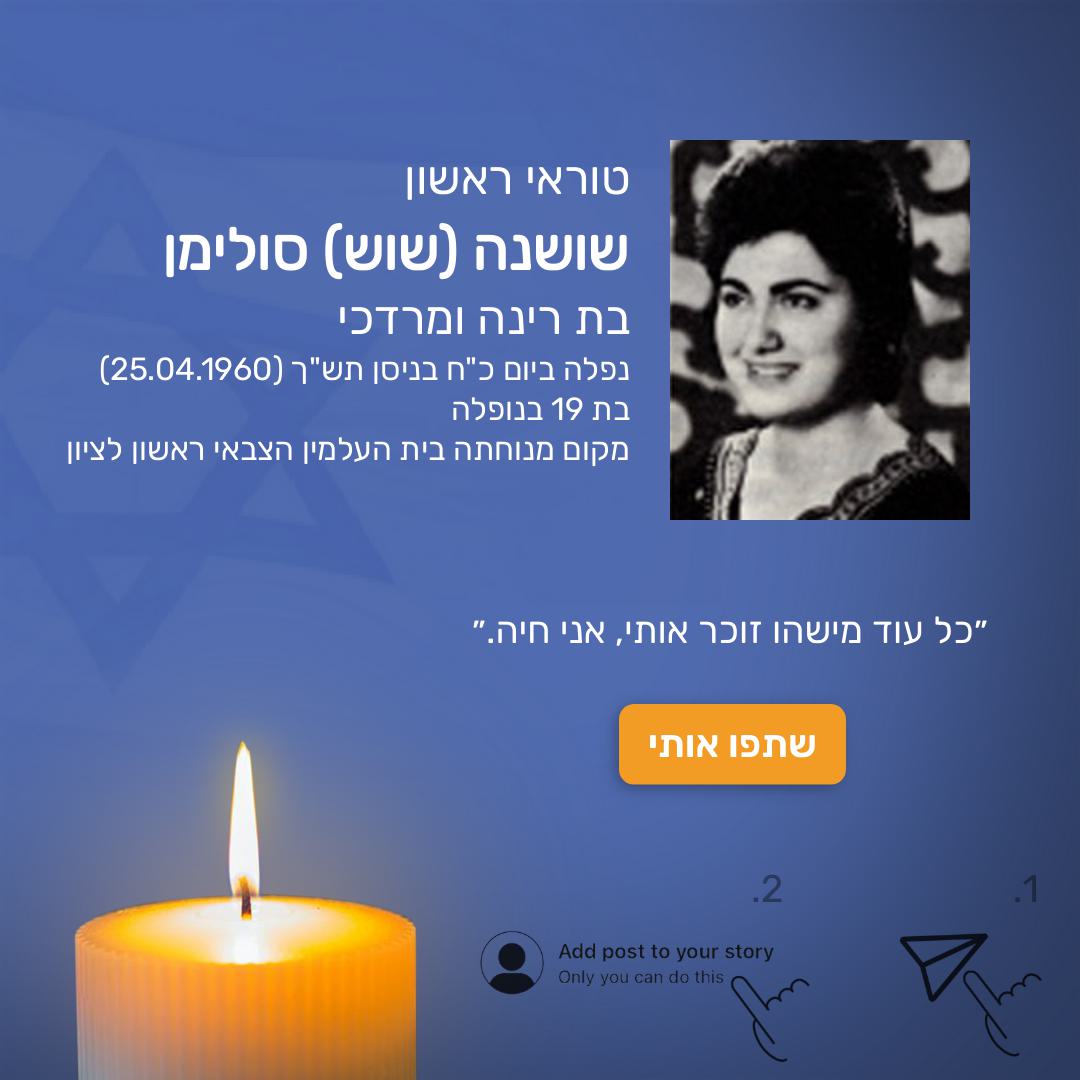 טוראי ראשון
שושנה (שוש) סולימן
בת רינה ומרדכי
נפלה ביום כ"ח בניסן תש"ך (25.04.1960)
בת 19 בנופלה
מקום מנוחתה בית העלמין הצבאי ראשון לציון
״כל עוד מישהו זוכר אותי, אני חיה.״
שתפו אותי
1.
2.
Add post to your story
Only you can do this